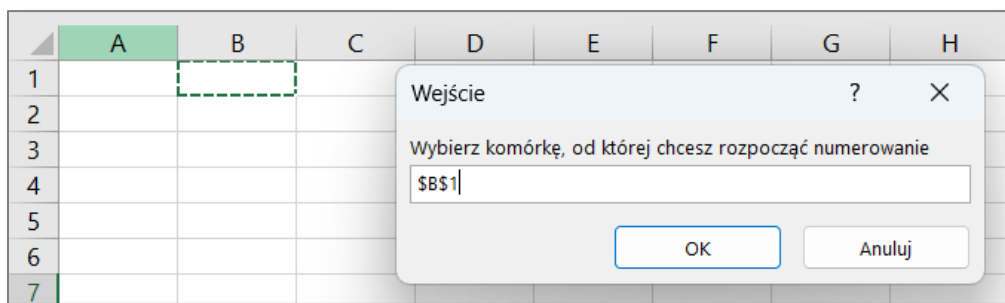 A B C D E F G H
1
Wejście ? ×
2
3
Wybierz komórkę, od której chcesz rozpocząć numerowanie
4
$B$1
5
6
OK Anuluj
7